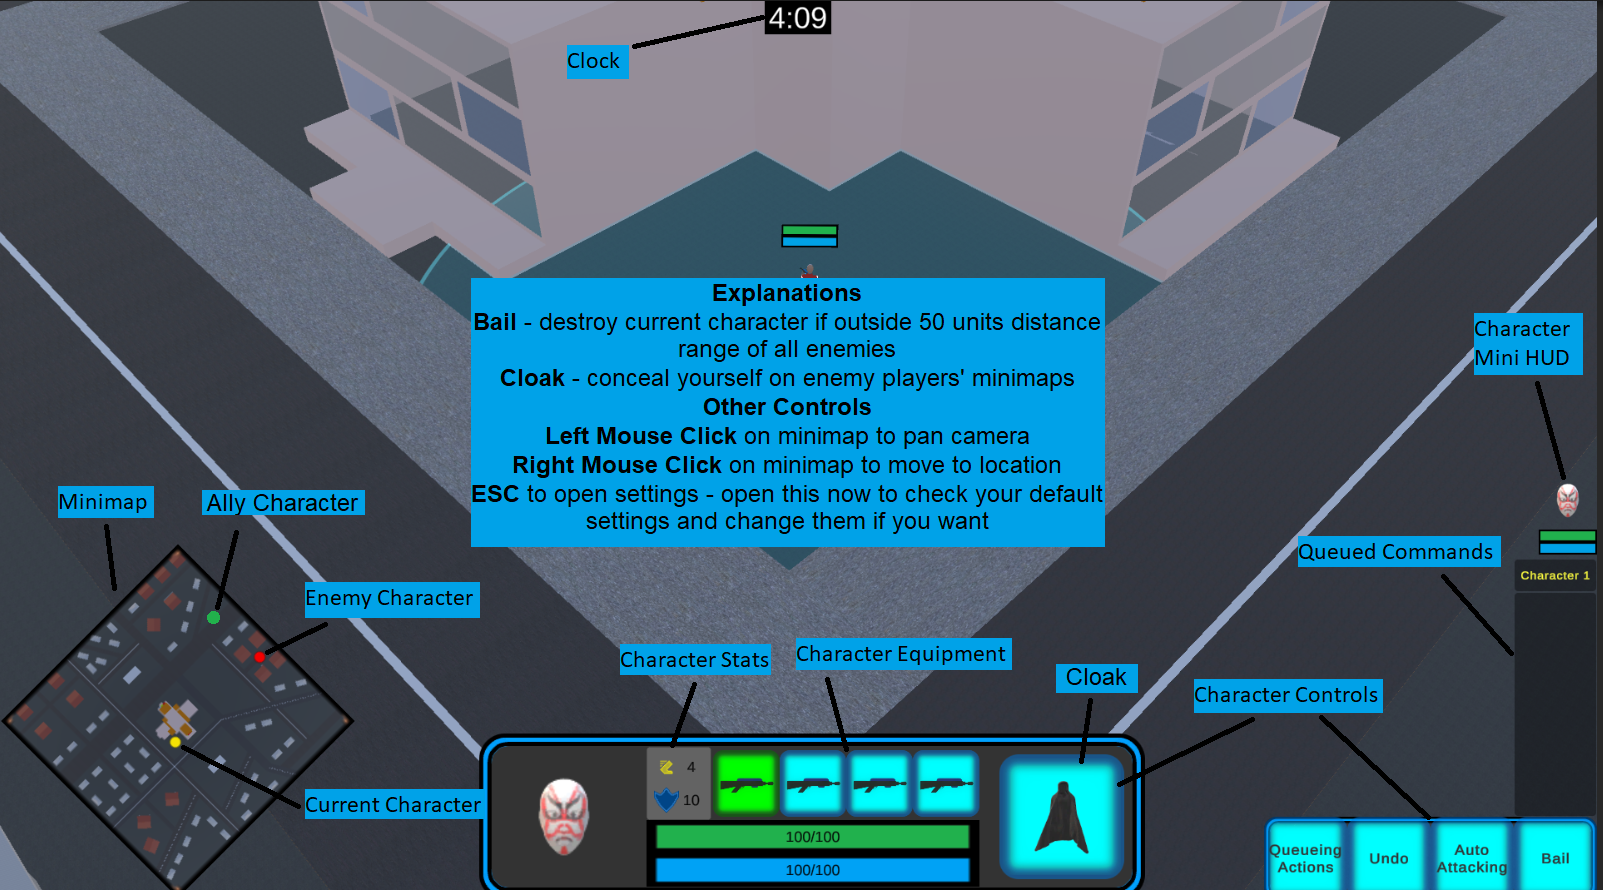 4:09
Clock
Explanations
Bail - destroy current character if outside 50 units distance
range of all enemies
Cloak - conceal yourself on enemy players' minimaps
Other Controls
Left Mouse Click on minimap to pan camera
Right Mouse Click on minimap to move to location
ESC to open settings - open this now to check your default
settings and change them if you want
Character
Mini HUD
Minimap
Ally Character
Queued Commands
Character 1
Enemy Character
Character Stats
Character Equipment
Cloak
Character Controls
Current Character
4
10
100/100
100/100
Queueing
Actions
Undo
Auto
Attacking
Bail